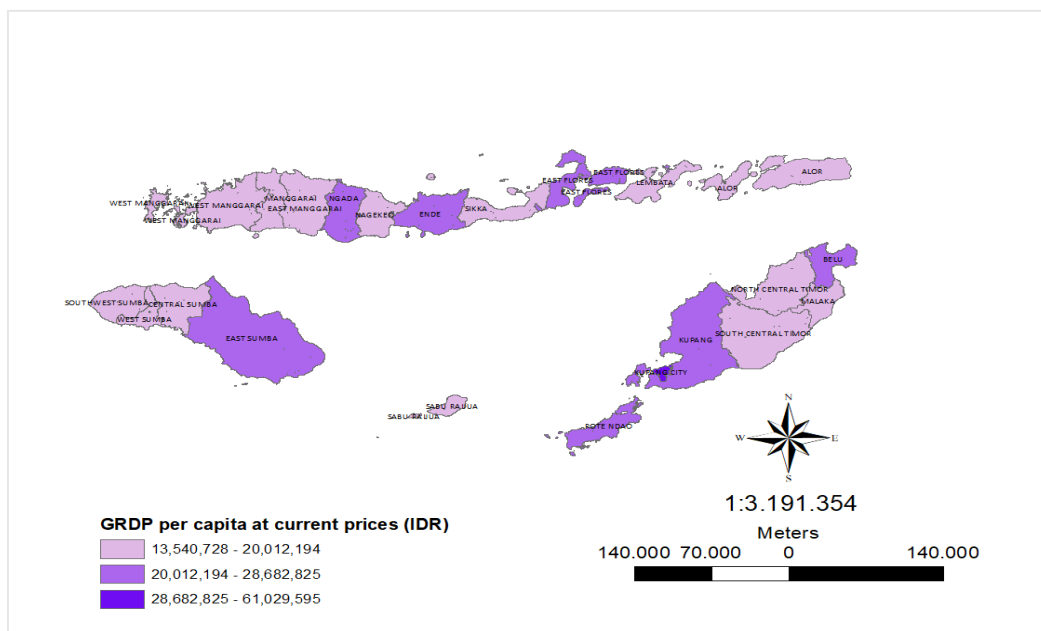 EAST FLORES
EAST FLORES
EAST FLORES
LEMBATA
ALOR
ALOR
WEST MANGGARAI
WEST MANGGARAI
WEST MANGGARAI
MANGGARAI
EAST MANGGARAI
NGADA
NAGEKEO
ENDE
SIKKA
BELU
NORTH CENTRAL TIMOR
MALAKA
SOUTH CENTRAL TIMOR
KUPANG
KUPANG CITY
SOUTHWEST SUMBA
CENTRAL SUMBA
WEST SUMBA
EAST SUMBA
SABU RAIJUA
SABU RAIJUA
ROTE NDAO
N
W
E
S
1:3.191.354
Meters
140.000 70.000 0 140.000
GRDP per capita at current prices (IDR)
13,540,728 - 20,012,194
20,012,194 - 28,682,825
28,682,825 - 61,029,595